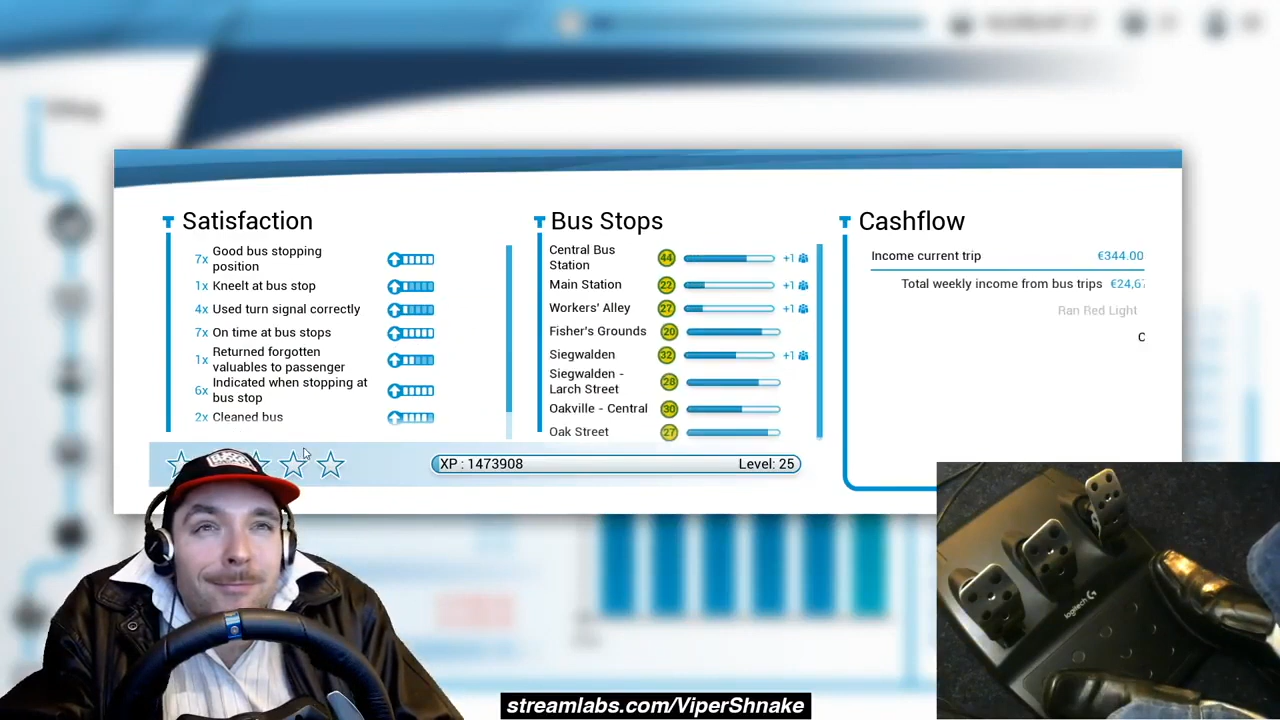 Satisfaction
7x Good bus stopping
position
1x Kneelt at bus stop
4x Used turn signal correctly
7x On time at bus stops
1x Returned forgotten
valuables to passenger
6x Indicated when stopping at
bus stop
2x Cleaned bus
Bus Stops
Central Bus
Station 44 +1
Main Station 22 +1
Workers' Alley 27 +1
Fisher's Grounds 20
Siegwalden 32 +1
Siegwalden -
Larch Street 28
Oakville - Central 30
Oak Street 27
Cashflow
Income current trip €344.00
Total weekly income from bus trips €24,67
Ran Red Light
XP : 1473908 Level: 25
logitech G
streamlabs.com/ViperShnake